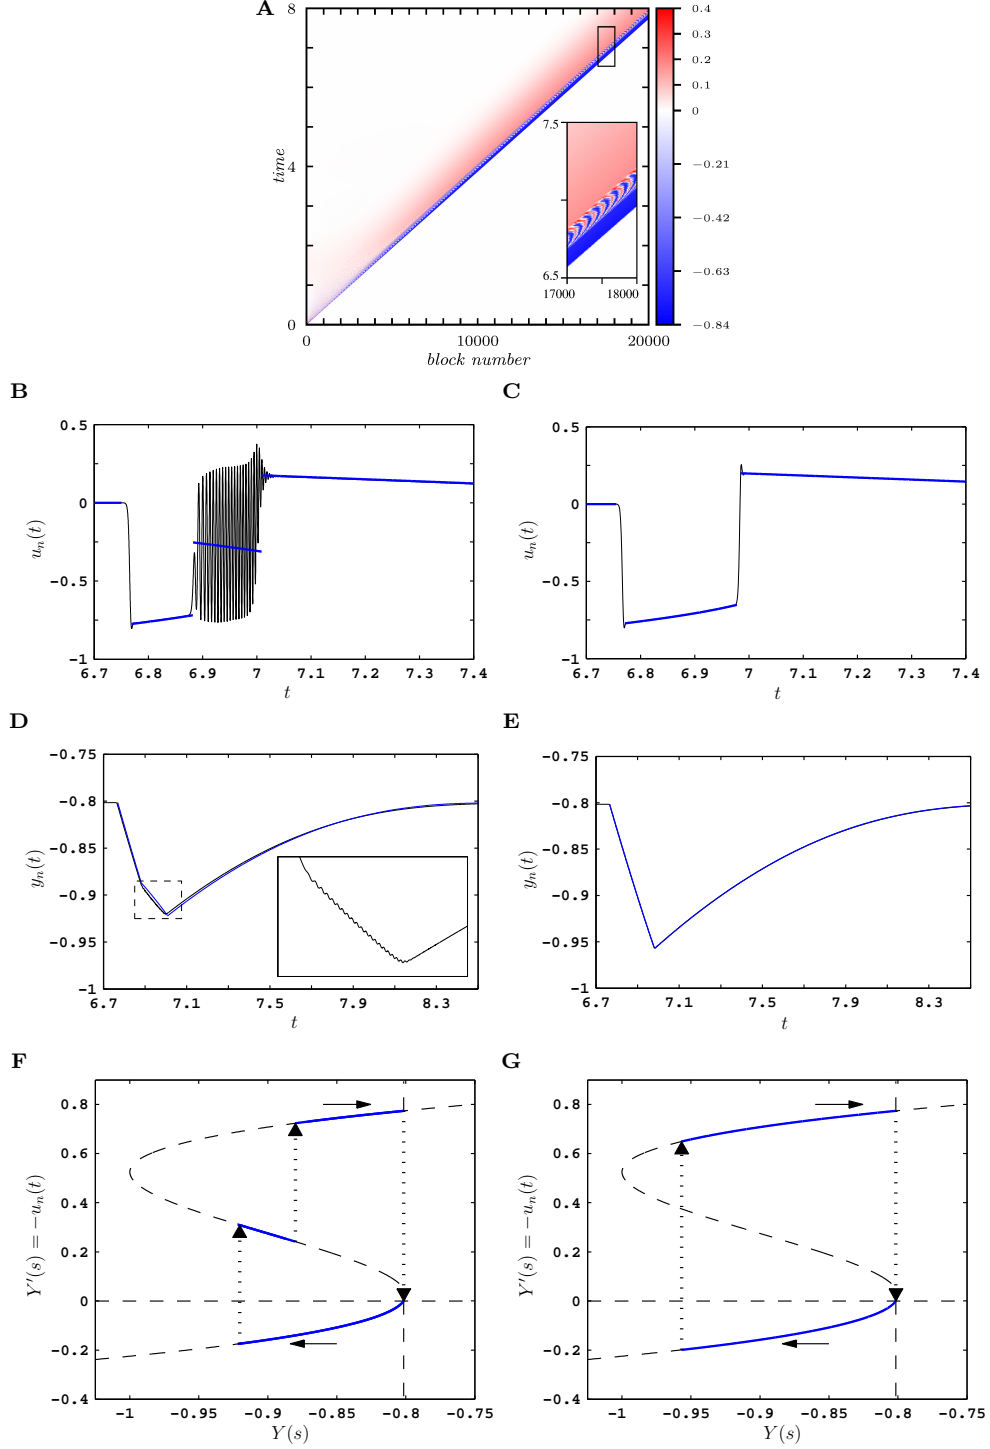 A
8
4
0
time
0
10000
20000
block number
7.5
6.5
17000
18000
0.4
0.3
0.2
0.1
0
−0.21
−0.42
−0.63
−0.84
B
0.5
0
−0.5
−1
u_n(t)
6.7 6.8 6.9 7 7.1 7.2 7.3 7.4
t
C
0.5
0
−0.5
−1
u_n(t)
6.7 6.8 6.9 7 7.1 7.2 7.3 7.4
t
D
−0.75
−0.8
−0.85
−0.9
−0.95
−1
y_n(t)
6.7 7.1 7.5 7.9 8.3
t
E
−0.75
−0.8
−0.85
−0.9
−0.95
−1
y_n(t)
6.7 7.1 7.5 7.9 8.3
t
F
0.8
0.6
0.4
0.2
0
−0.2
−0.4
Y′(s) = −u_n(t)
−1 −0.95 −0.9 −0.85 −0.8 −0.75
Y(s)
G
0.8
0.6
0.4
0.2
0
−0.2
−0.4
Y′(s) = −u_n(t)
−1 −0.95 −0.9 −0.85 −0.8 −0.75
Y(s)